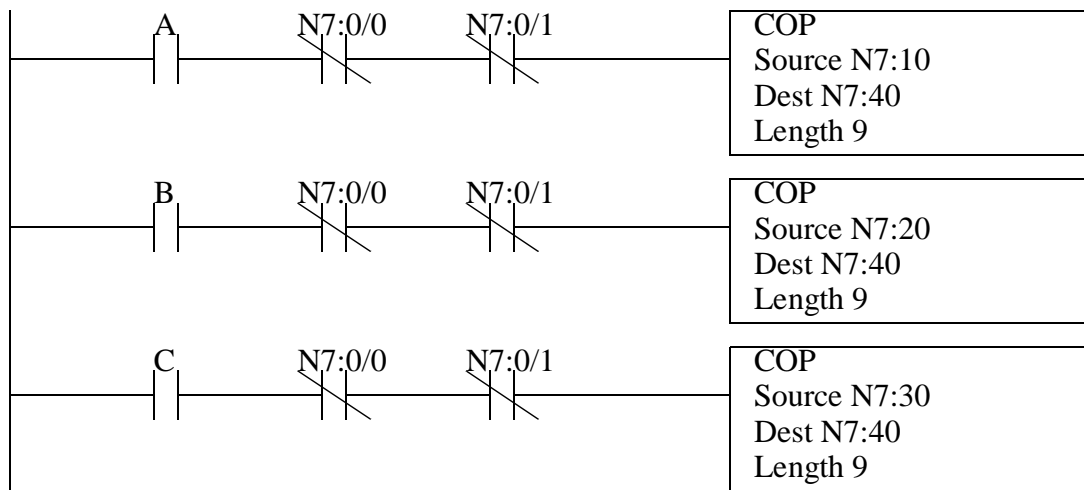 A N7:0/0 N7:0/1 COP
Source N7:10
Dest N7:40
Length 9
B N7:0/0 N7:0/1 COP
Source N7:20
Dest N7:40
Length 9
C N7:0/0 N7:0/1 COP
Source N7:30
Dest N7:40
Length 9